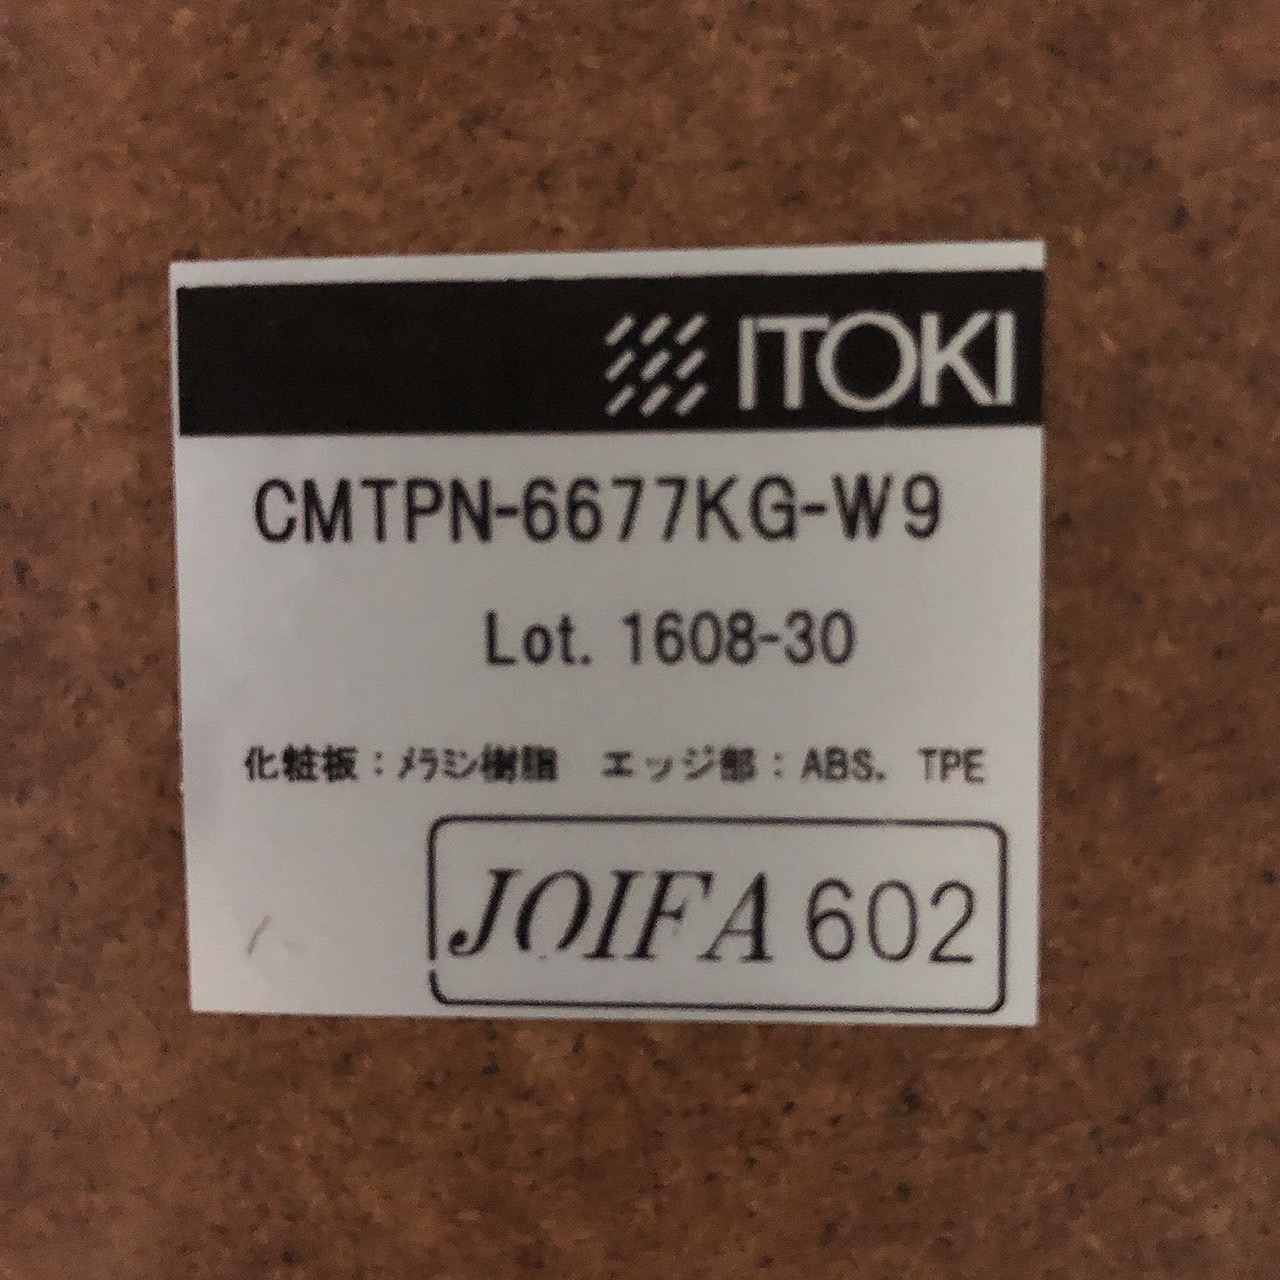 ITOKI
CMTPN-6677KG-W9
Lot. 1608-30
化粧板：メラミン樹脂　エッジ部：ABS. TPE
JOIFA 602